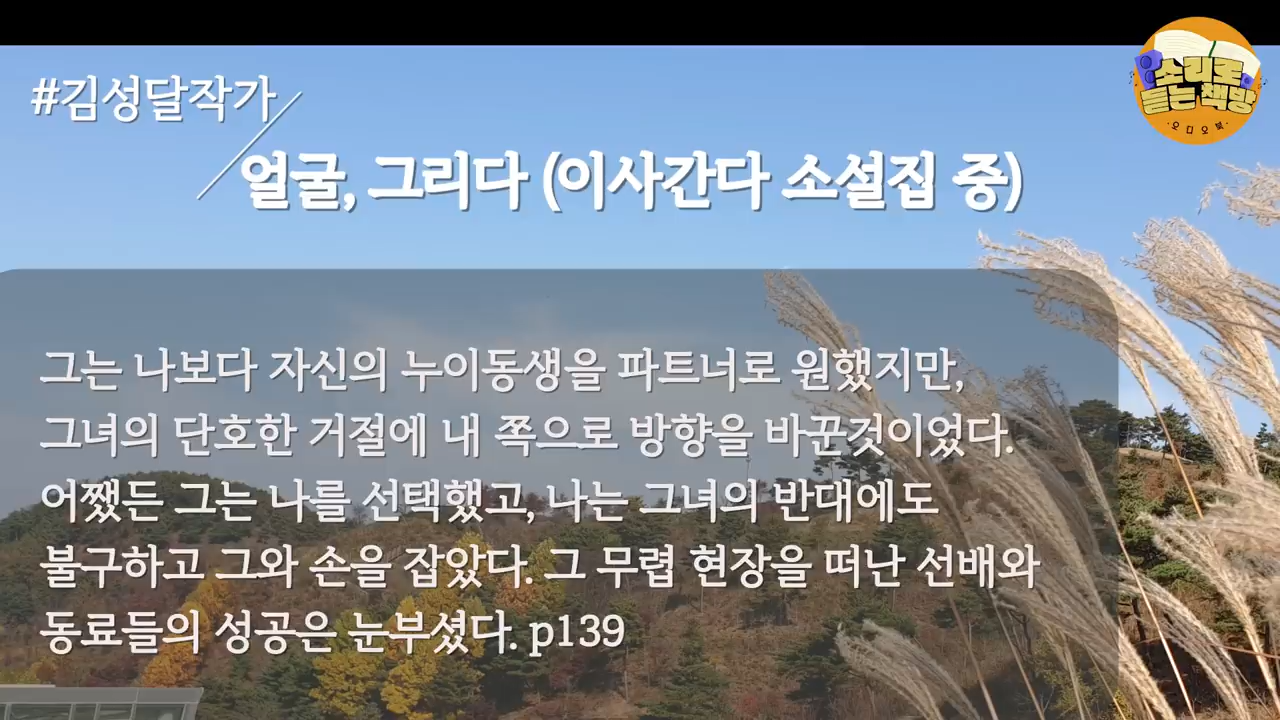 #김성달작가
얼굴, 그리다 (이사간다 소설집 중)
소리로
듣는 책방
·오디오북·
그는 나보다 자신의 누이동생을 파트너로 원했지만,
그녀의 단호한 거절에 내 쪽으로 방향을 바꾼것이었다.
어쨌든 그는 나를 선택했고, 나는 그녀의 반대에도
불구하고 그와 손을 잡았다. 그 무렵 현장을 떠난 선배와
동료들의 성공은 눈부셨다. p139